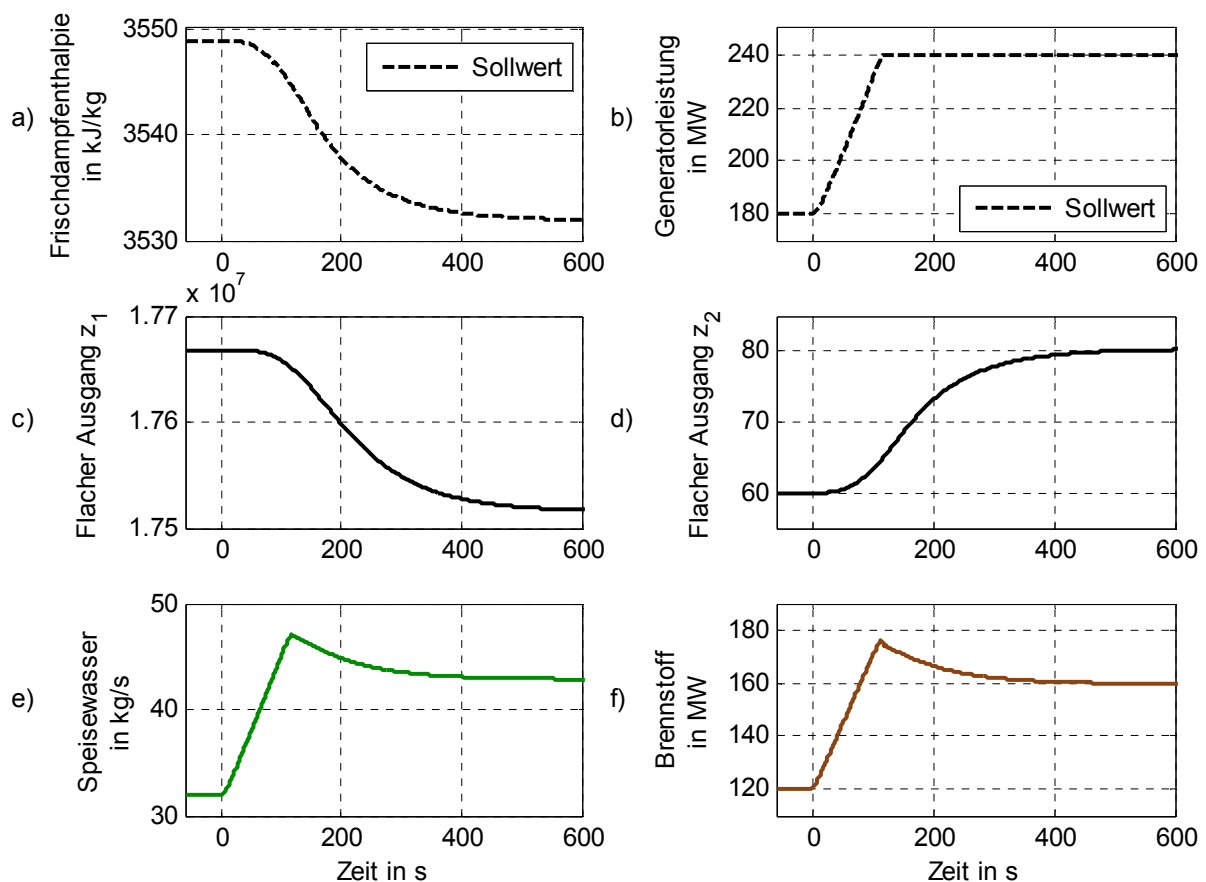 a)
Frischdampfenthalpie
in kJ/kg
3550
3540
3530
Sollwert
0 200 400 600
b)
Generatorleistung
in MW
240
220
200
180
Sollwert
0 200 400 600
c)
Flacher Ausgang z1
x 10^7
1.77
1.76
1.75
0 200 400 600
d)
Flacher Ausgang z2
80
70
60
0 200 400 600
e)
Speisewasser
in kg/s
50
40
30
0 200 400 600
Zeit in s
f)
Brennstoff
in MW
180
160
140
120
0 200 400 600
Zeit in s